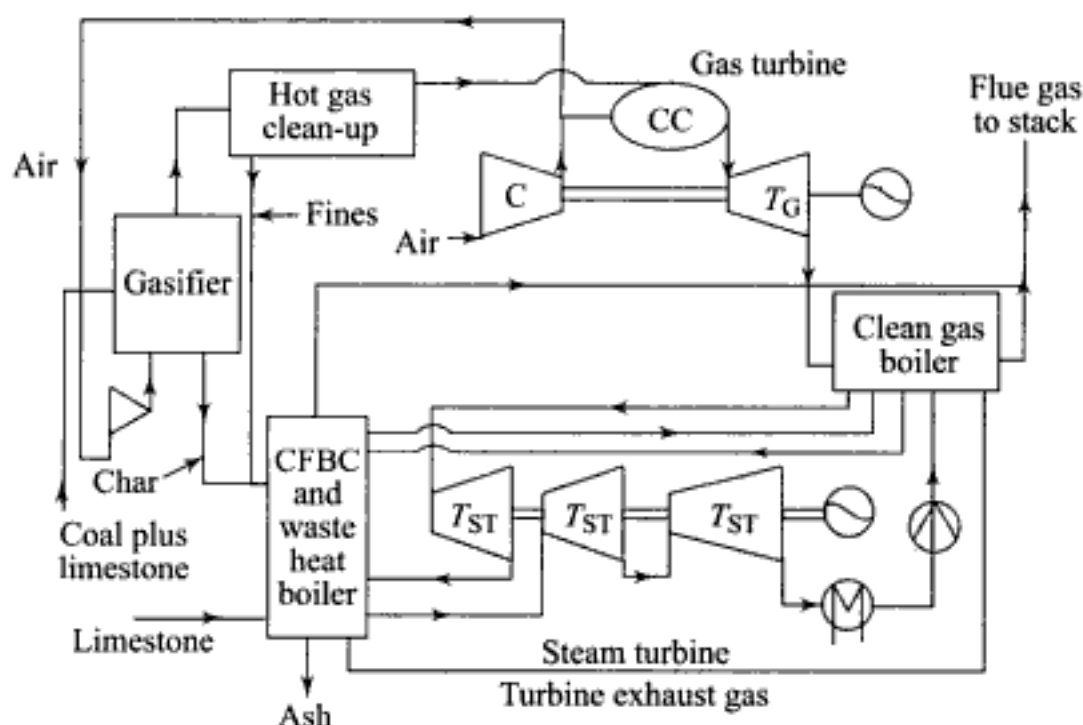 Gas turbine
Flue gas
to stack
Hot gas
clean-up
CC
Air
C
T_G
Fines
Air
Gasifier
Clean gas
boiler
Char
CFBC
and
waste
heat
boiler
T_ST
T_ST
T_ST
Coal plus
limestone
Limestone
Steam turbine
Turbine exhaust gas
Ash